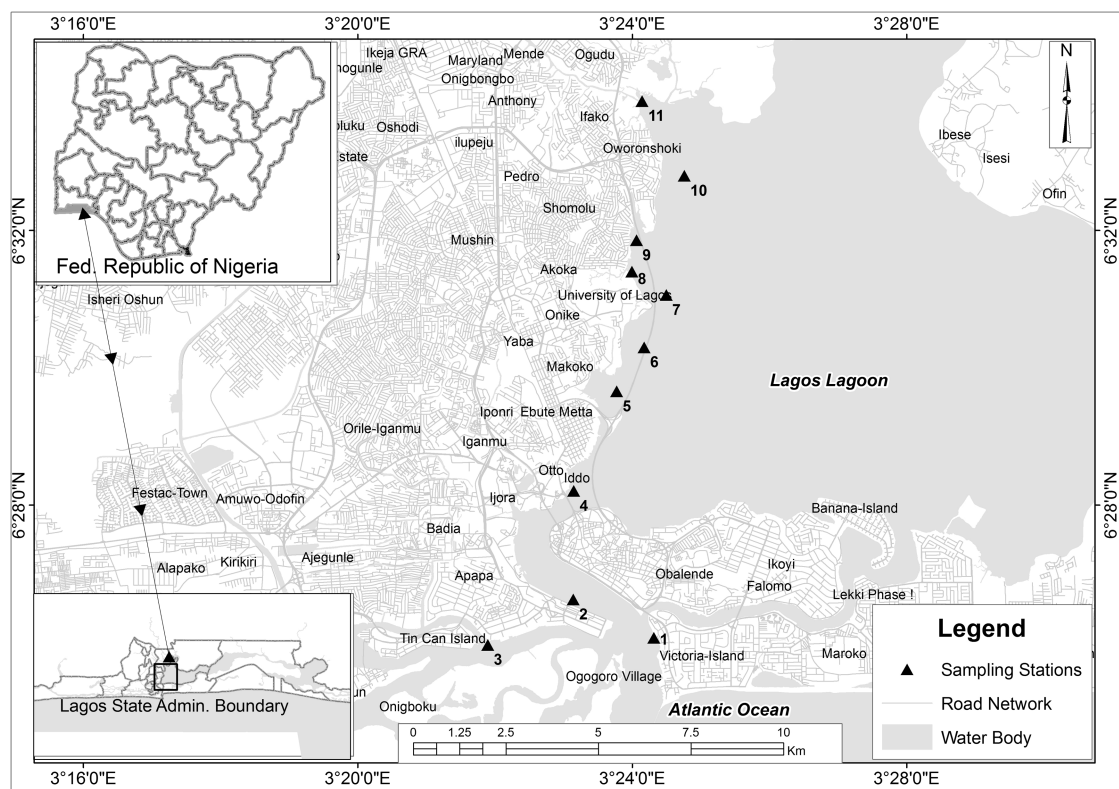 3°16'0"E
3°20'0"E
3°24'0"E
3°28'0"E
Ikeja GRA
Mende
Ogudu
Maryland
nogunle
Onigbongbo
Anthony
11
Ifako
oluku
Oshodi
ilupeju
Oworonshoki
state
Pedro
10
Shomolu
Ibese
Isesi
Ofin
N
6°32'0"N
6°32'0"N
Mushin
9
Akoka
8
University of Lagos
7
Onike
Fed. Republic of Nigeria
Isheri Oshun
Yaba
6
Makoko
Lagos Lagoon
5
Iponri
Ebute Metta
Orile-Iganmu
Iganmu
Otto
Iddo
4
Ijora
Festac-Town
Amuwo-Odofin
6°28'0"N
6°28'0"N
Banana-Island
Badia
Ajegunle
Kirikiri
Alapako
Apapa
Obalende
Ikoyi
Falomo
Lekki Phase !
2
Tin Can Island
3
1
Victoria-Island
Maroko
Ogogoro Village
un
Onigboku
Atlantic Ocean
Lagos State Admin. Boundary
0 1.25 2.5 5 7.5 10
Km
Legend
Sampling Stations
Road Network
Water Body
3°16'0"E
3°20'0"E
3°24'0"E
3°28'0"E